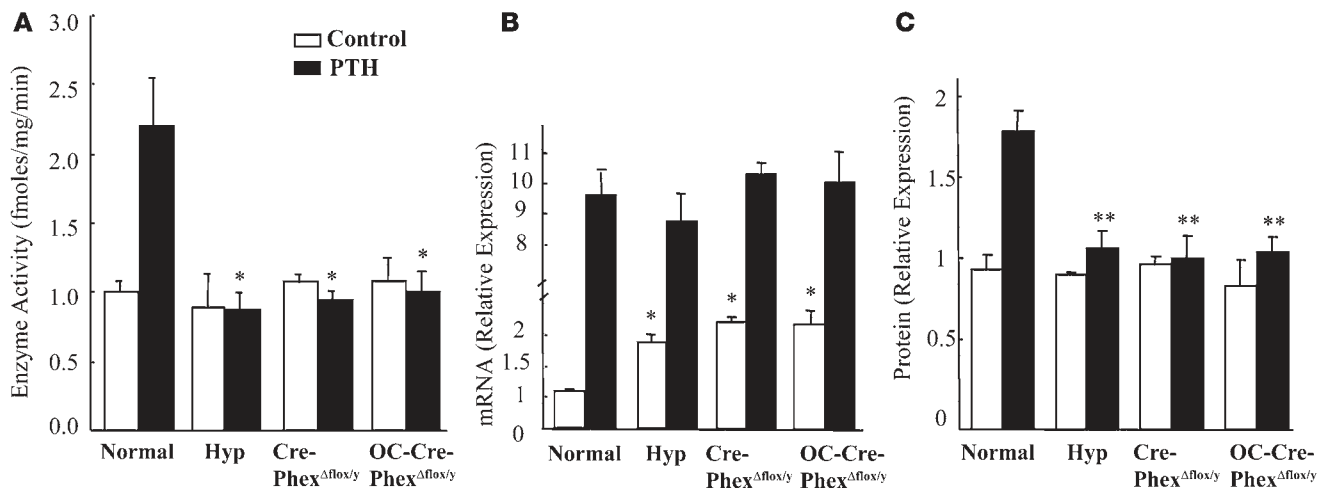 A
Enzyme Activity (fmoles/mg/min)
3.0
2.5
2.0
1.5
1.0
0.5
0.0
Control
PTH
*
*
*
Normal
Hyp
Cre-
Phex^Δflox/y
OC-Cre-
Phex^Δflox/y
B
mRNA (Relative Expression)
11
10
9
8
2
1.5
1
0
*
*
*
Normal
Hyp
Cre-
Phex^Δflox/y
OC-Cre-
Phex^Δflox/y
C
Protein (Relative Expression)
2
1.5
1
0.5
0
**
**
**
Normal
Hyp
Cre-
Phex^Δflox/y
OC-Cre-
Phex^Δflox/y